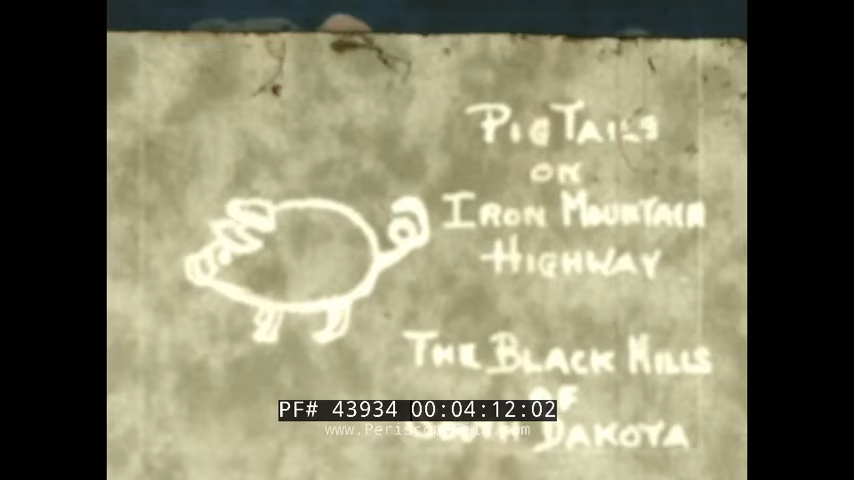 PigTails
on
Iron Mountain
Highway
The Black Hills
of
Dakota
PF# 43934 00:04:12:02